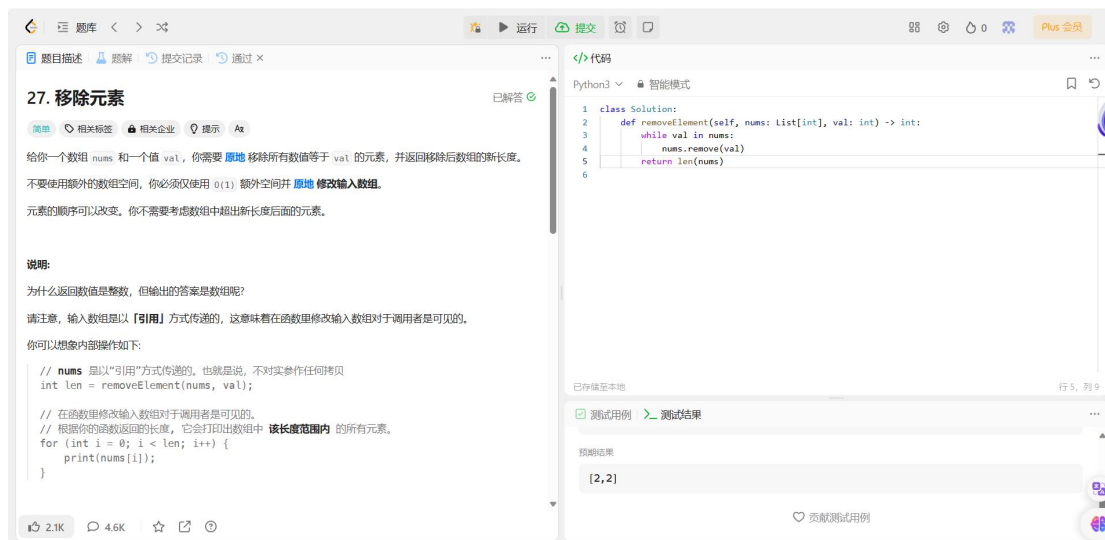 题库
运行
提交
0
Plus 会员
题目描述
题解
提交记录
通过 ×
27. 移除元素
已解答
简单
相关标签
相关企业
提示
Aあ
给你一个数组 nums 和一个值 val，你需要 原地 移除所有数值等于 val 的元素，并返回移除后数组的新长度。
不要使用额外的数组空间，你必须仅使用 O(1) 额外空间并 原地 修改输入数组。
元素的顺序可以改变。你不需要考虑数组中超出新长度后面的元素。
说明:
为什么返回数值是整数，但输出的答案是数组呢?
请注意，输入数组是以「引用」方式传递的，这意味着在函数里修改输入数组对于调用者是可见的。
你可以想象内部操作如下:
// nums 是以“引用”方式传递的。也就是说，不对实参作任何拷贝
int len = removeElement(nums, val);
// 在函数里修改输入数组对于调用者是可见的。
// 根据你的函数返回的长度, 它会打印出数组中 该长度范围内 的所有元素。
for (int i = 0; i < len; i++) {
    print(nums[i]);
}
2.1K
4.6K
</> 代码
Python3
智能模式
1 class Solution:
2     def removeElement(self, nums: List[int], val: int) -> int:
3         while val in nums:
4             nums.remove(val)
5         return len(nums)
6
已存储至本地
行 5，列 9
测试用例
测试结果
预期结果
[2,2]
贡献测试用例